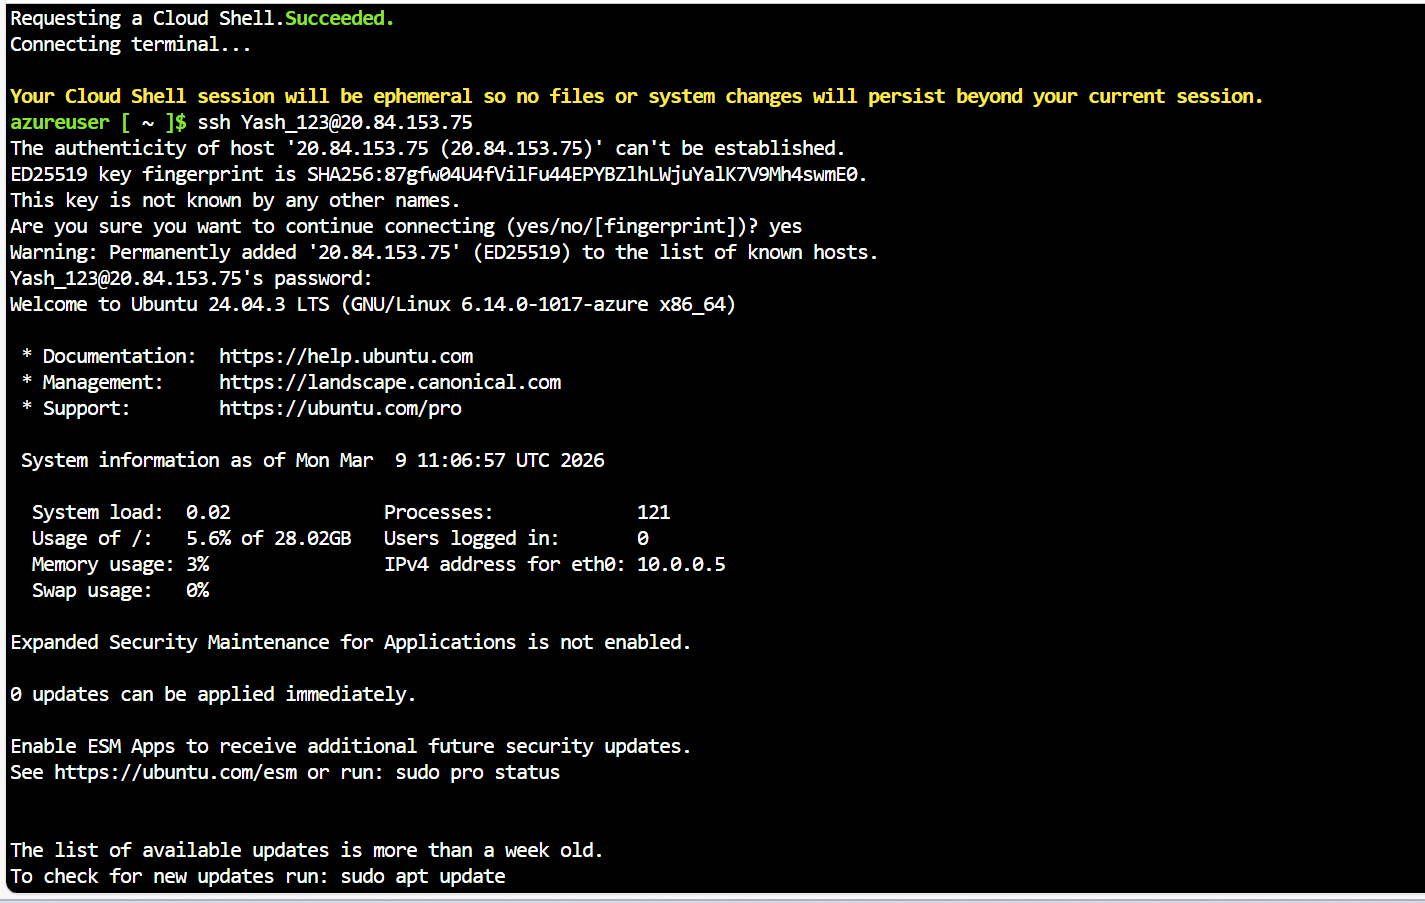 Requesting a Cloud Shell.Succeeded.
Connecting terminal...
Your Cloud Shell session will be ephemeral so no files or system changes will persist beyond your current session.
azureuser [ ~ ]$ ssh Yash_123@20.84.153.75
The authenticity of host '20.84.153.75 (20.84.153.75)' can't be established.
ED25519 key fingerprint is SHA256:87gfw04U4fVilFu44EPYBZlhLWjuYalK7V9Mh4swmE0.
This key is not known by any other names.
Are you sure you want to continue connecting (yes/no/[fingerprint])? yes
Warning: Permanently added '20.84.153.75' (ED25519) to the list of known hosts.
Yash_123@20.84.153.75's password:
Welcome to Ubuntu 24.04.3 LTS (GNU/Linux 6.14.0-1017-azure x86_64)
* Documentation:  https://help.ubuntu.com
* Management:     https://landscape.canonical.com
* Support:        https://ubuntu.com/pro
System information as of Mon Mar  9 11:06:57 UTC 2026
System load:  0.02              Processes:             121
Usage of /:   5.6% of 28.02GB   Users logged in:       0
Memory usage: 3%                IPv4 address for eth0: 10.0.0.5
Swap usage:   0%
Expanded Security Maintenance for Applications is not enabled.
0 updates can be applied immediately.
Enable ESM Apps to receive additional future security updates.
See https://ubuntu.com/esm or run: sudo pro status
The list of available updates is more than a week old.
To check for new updates run: sudo apt update